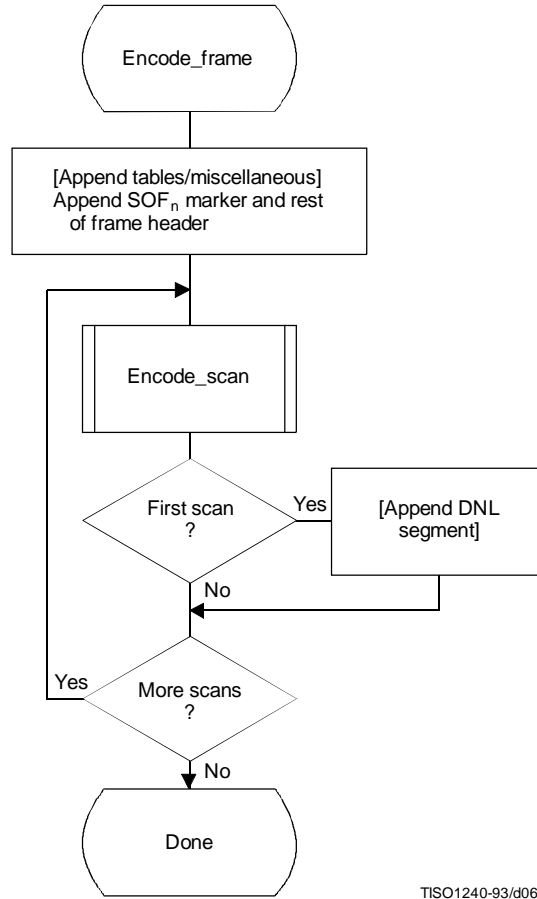 Encode_frame
[Append tables/miscellaneous]
Append SOFn marker and rest
of frame header
Encode_scan
First scan
?
Yes
[Append DNL
segment]
No
More scans
?
Yes
No
Done
TISO1240-93/d06